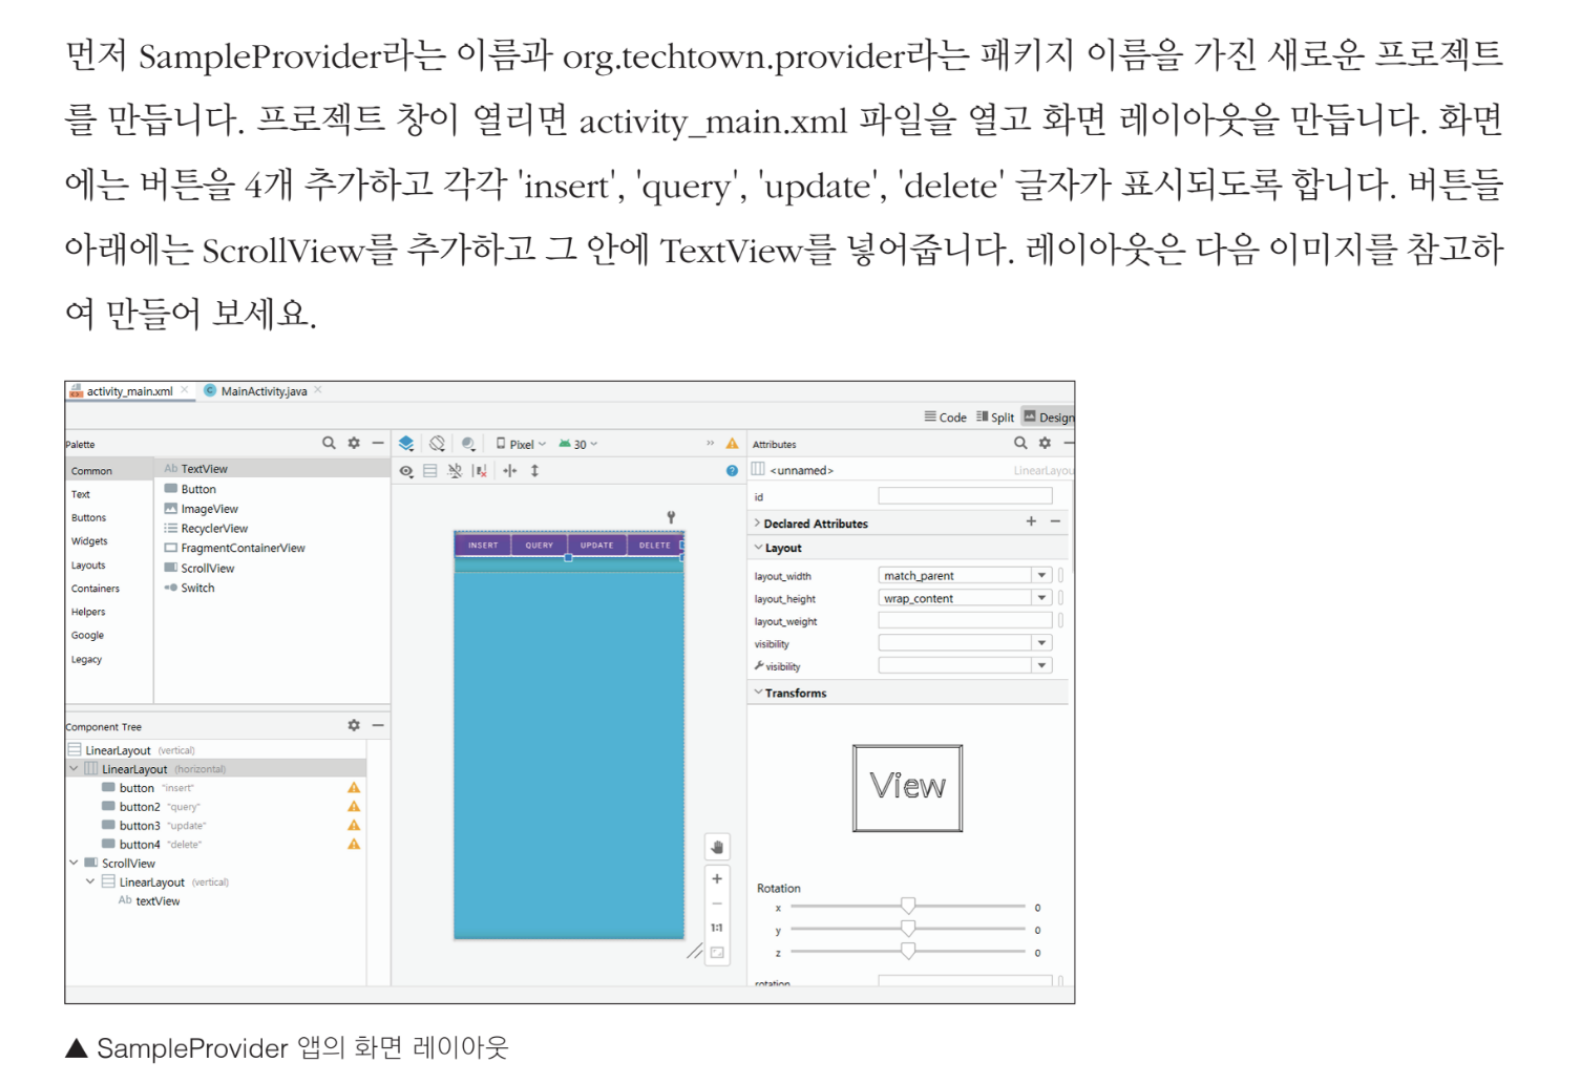 먼저 SampleProvider라는 이름과 org.techtown.provider라는 패키지 이름을 가진 새로운 프로젝트
를 만듭니다. 프로젝트 창이 열리면 activity_main.xml 파일을 열고 화면 레이아웃을 만듭니다. 화면
에는 버튼을 4개 추가하고 각각 'insert', 'query', 'update', 'delete' 글자가 표시되도록 합니다. 버튼들
아래에는 ScrollView를 추가하고 그 안에 TextView를 넣어줍니다. 레이아웃은 다음 이미지를 참고하
여 만들어 보세요.
activity_main.xml MainActivity.java
Code Split Design
Palette
Common
Text
Buttons
Widgets
Layouts
Containers
Helpers
Google
Legacy
Ab TextView
Button
ImageView
RecyclerView
FragmentContainerView
ScrollView
Switch
Pixel 30
INSERT QUERY UPDATE DELETE
1:1
Component Tree
LinearLayout (vertical)
LinearLayout (horizontal)
button "insert"
button2 "query"
button3 "update"
button4 "delete"
ScrollView
LinearLayout (vertical)
Ab textView
Attributes
<unnamed> LinearLayou
id
Declared Attributes
Layout
layout_width match_parent
layout_height wrap_content
layout_weight
visibility
visibility
Transforms
View
Rotation
x 0
y 0
z 0
rotation
▲ SampleProvider 앱의 화면 레이아웃